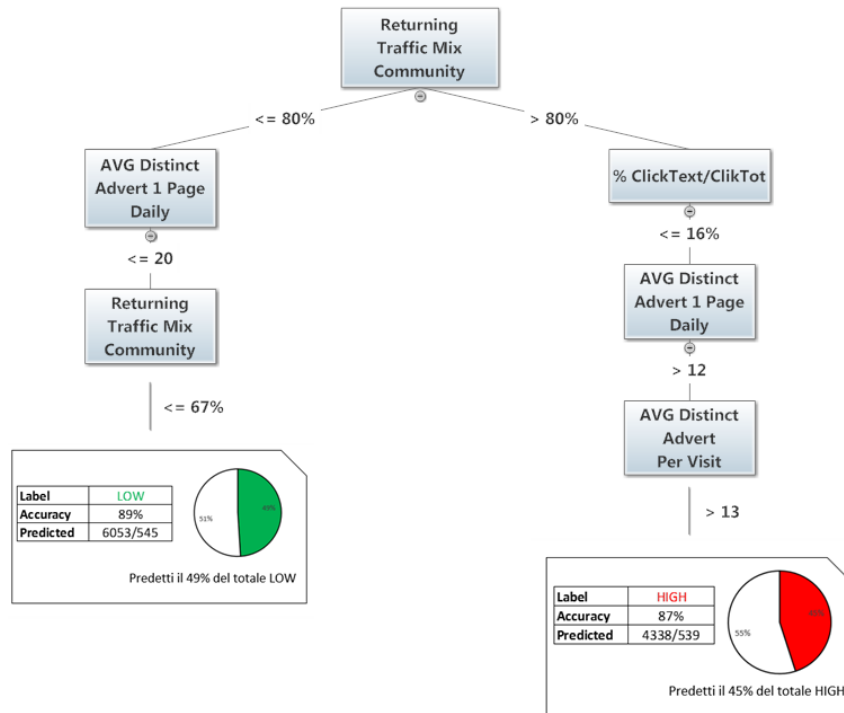 Returning
Traffic Mix
Community
<= 80%
> 80%
AVG Distinct
Advert 1 Page
Daily
% ClickText/ClikTot
<= 20
<= 16%
Returning
Traffic Mix
Community
AVG Distinct
Advert 1 Page
Daily
<= 67%
> 12
AVG Distinct
Advert
Per Visit
Label LOW
Accuracy 89%
Predicted 6053/545
51%
49%
Predetti il 49% del totale LOW
> 13
Label HIGH
Accuracy 87%
Predicted 4338/539
55%
45%
Predetti il 45% del totale HIGH